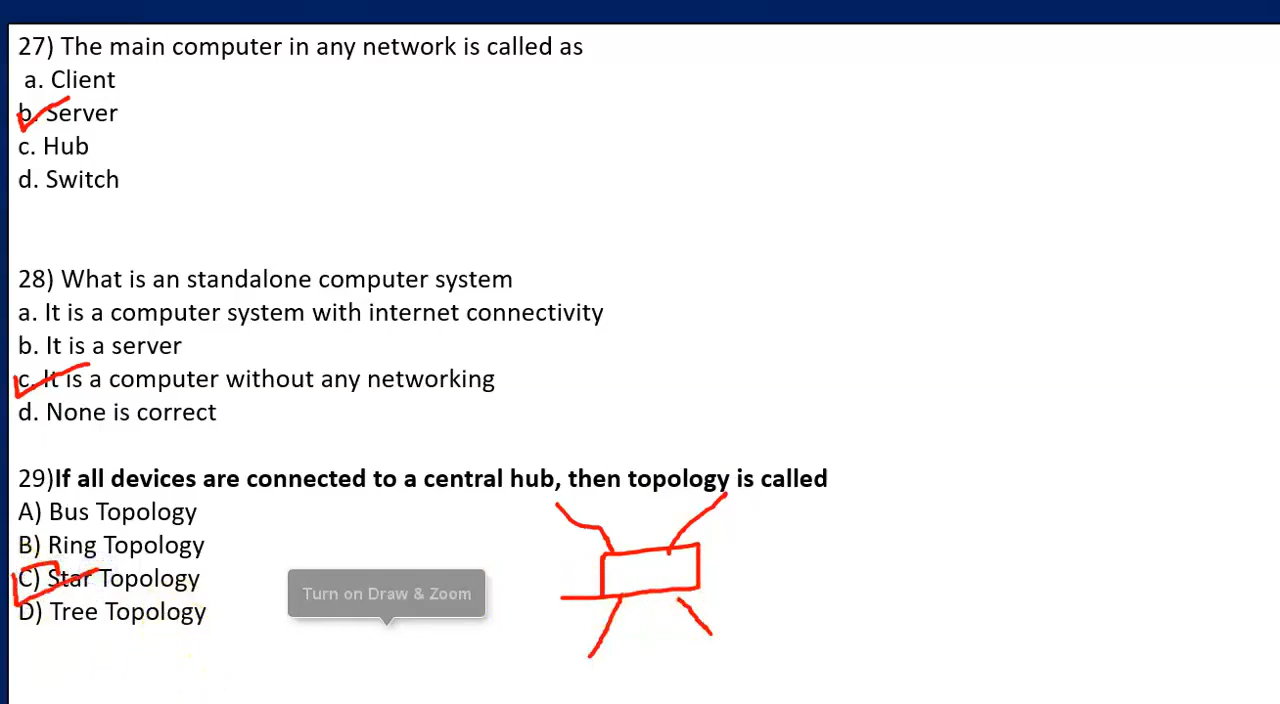 27) The main computer in any network is called as
a. Client
b. Server
c. Hub
d. Switch
28) What is an standalone computer system
a. It is a computer system with internet connectivity
b. It is a server
c. It is a computer without any networking
d. None is correct
29)If all devices are connected to a central hub, then topology is called
A) Bus Topology
B) Ring Topology
C) Star Topology
D) Tree Topology
Turn on Draw & Zoom